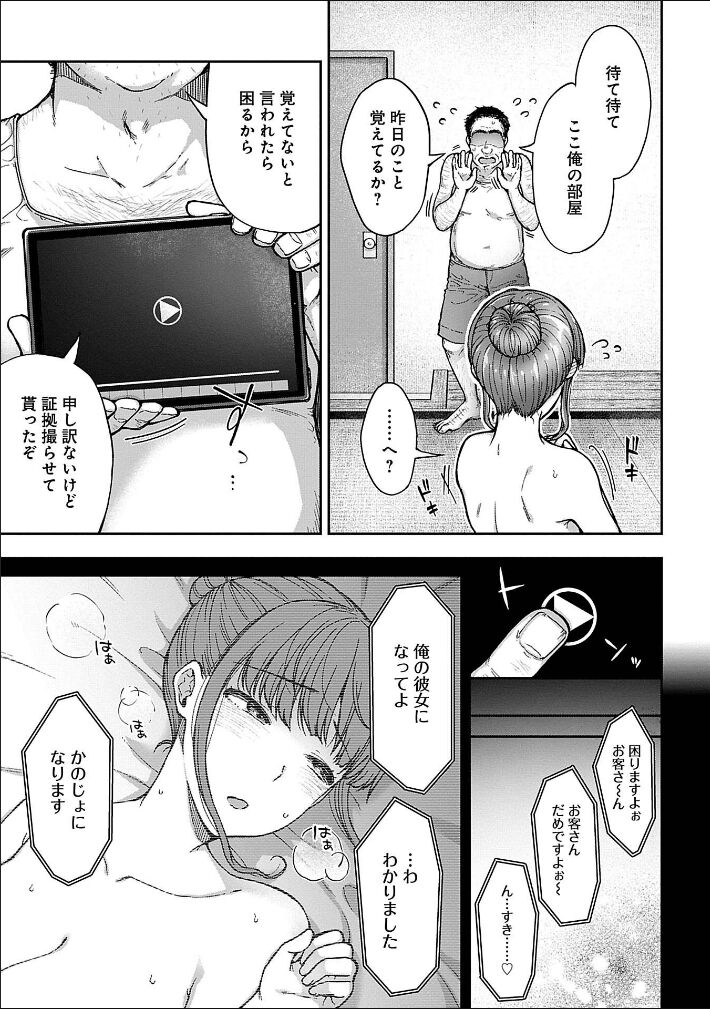 待て待て
ここ俺の部屋
昨日のこと
覚えてるか？
……へ？
ドキ
ドキ
覚えてないと
言われたら
困るから
…
申し訳ないけど
証拠撮らせて
貰ったぞ
困りますよぉ
お客さ〜ん
お客さん
だめですよぉ〜
ん…すき……♡
俺の彼女に
なってよ
…わ
わかりました
はぁ
はぁ
はぁ
かのじょに
なります